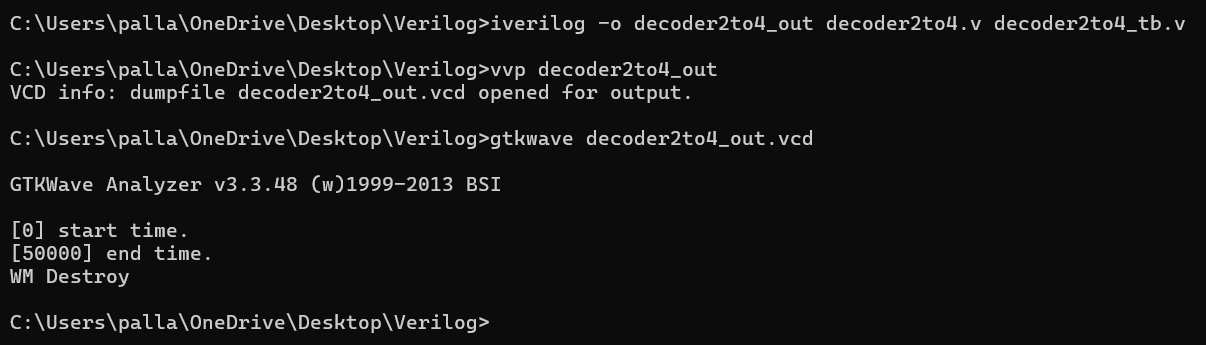 C:\Users\palla\OneDrive\Desktop\Verilog>iverilog -o decoder2to4_out decoder2to4.v decoder2to4_tb.v
C:\Users\palla\OneDrive\Desktop\Verilog>vvp decoder2to4_out
VCD info: dumpfile decoder2to4_out.vcd opened for output.
C:\Users\palla\OneDrive\Desktop\Verilog>gtkwave decoder2to4_out.vcd
GTKWave Analyzer v3.3.48 (w)1999-2013 BSI
[0] start time.
[50000] end time.
WM Destroy
C:\Users\palla\OneDrive\Desktop\Verilog>